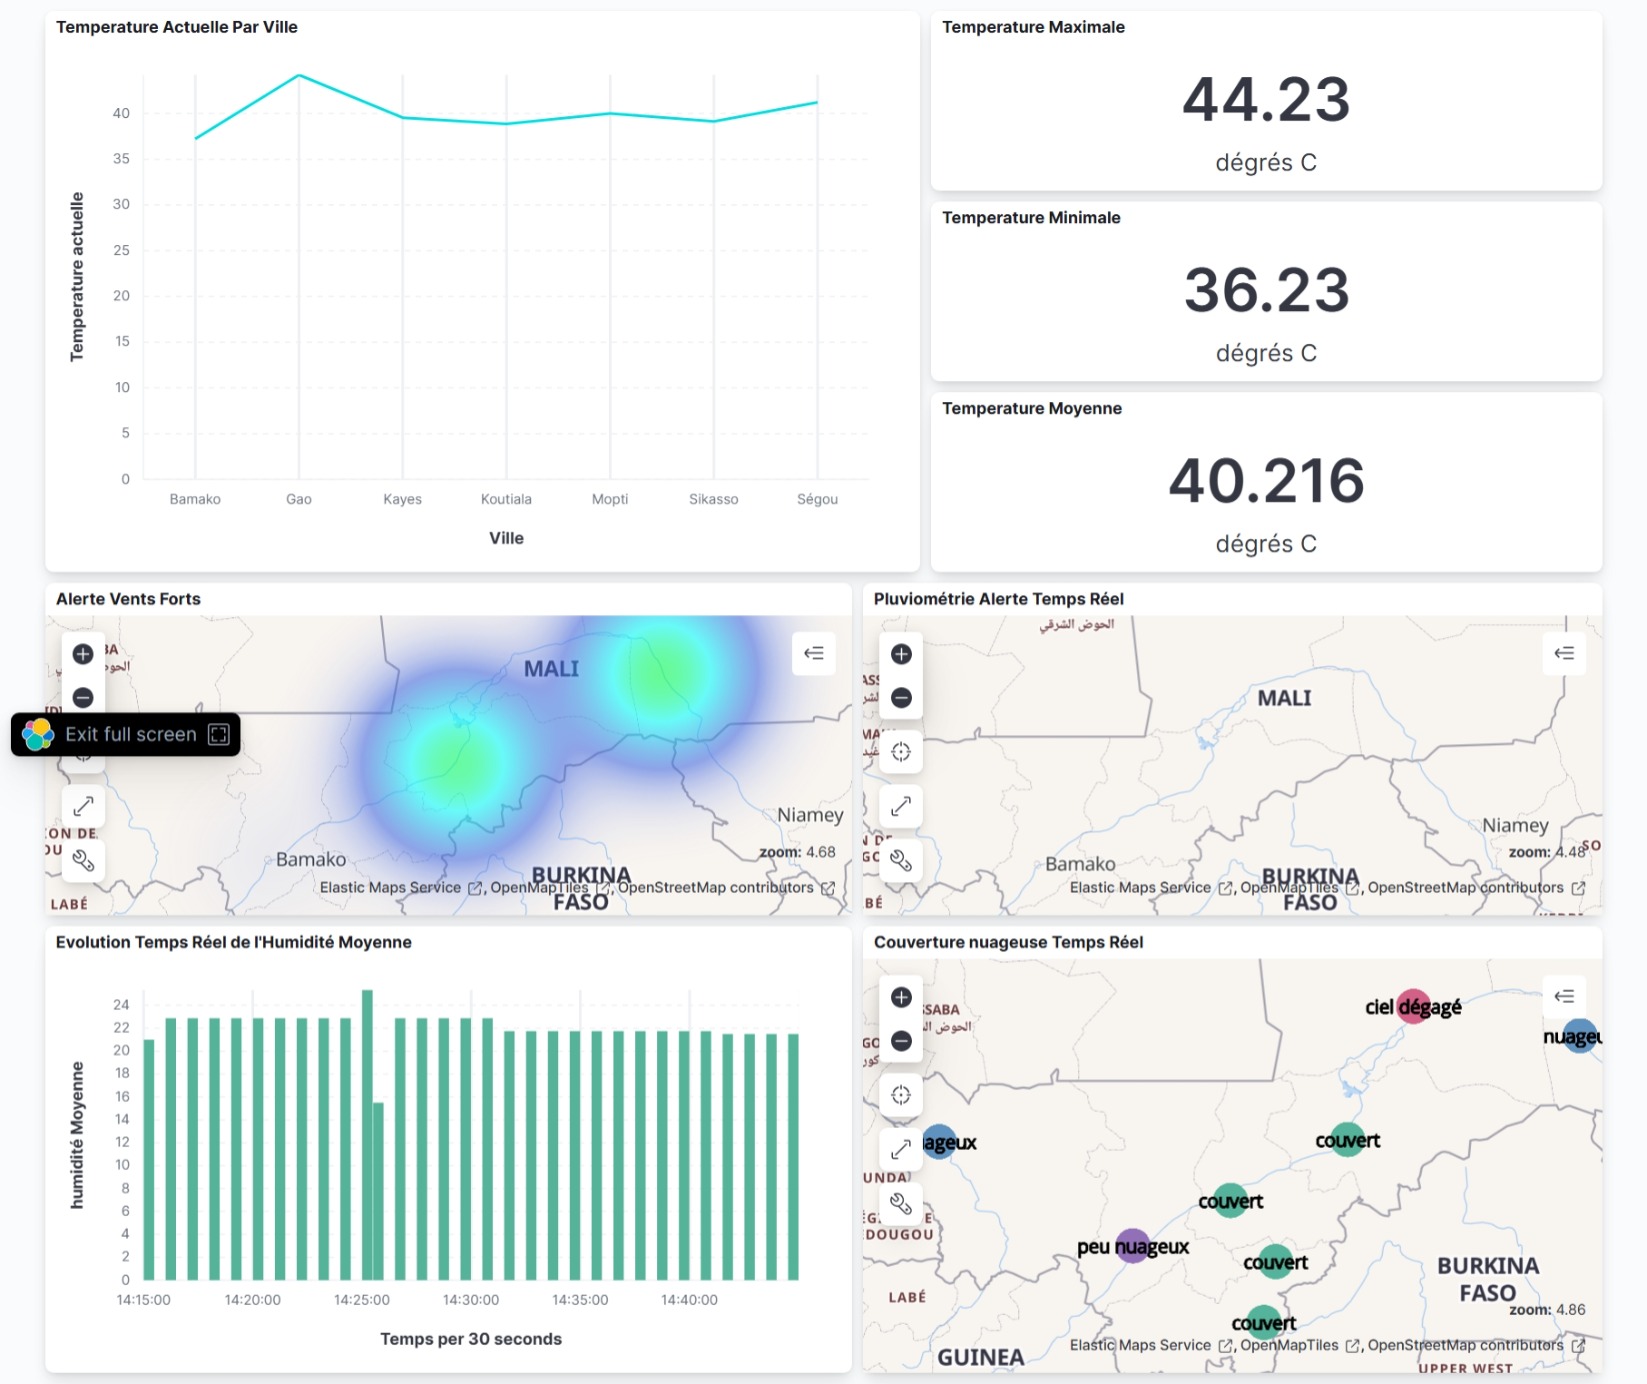 Temperature Actuelle Par Ville
Temperature actuelle
40
35
30
25
20
15
10
5
0
Bamako
Gao
Kayes
Koutiala
Mopti
Sikasso
Ségou
Ville
Temperature Maximale
44.23
dégrés C
Temperature Minimale
36.23
dégrés C
Temperature Moyenne
40.216
dégrés C
Alerte Vents Forts
MALI
Exit full screen
Niamey
Bamako
zoom: 4.68
BURKINA
FASO
Elastic Maps Service, OpenMapTiles, OpenStreetMap contributors
LABÉ
Pluviométrie Alerte Temps Réel
الحوض الشرقي
MALI
Niamey
Bamako
zoom: 4.48
BURKINA
FASO
Elastic Maps Service, OpenMapTiles, OpenStreetMap contributors
Evolution Temps Réel de l'Humidité Moyenne
humidité Moyenne
24
22
20
18
16
14
12
10
8
6
4
2
0
14:15:00
14:20:00
14:25:00
14:30:00
14:35:00
14:40:00
Temps per 30 seconds
Couverture nuageuse Temps Réel
ciel dégagé
nuageu
SSABA
couvert
ageux
couvert
peu nuageux
couvert
couvert
UNDA
DOUGOU
LABÉ
BURKINA
FASO
zoom: 4.86
Elastic Maps Service, OpenMapTiles, OpenStreetMap contributors
GUINEA
UPPER WEST